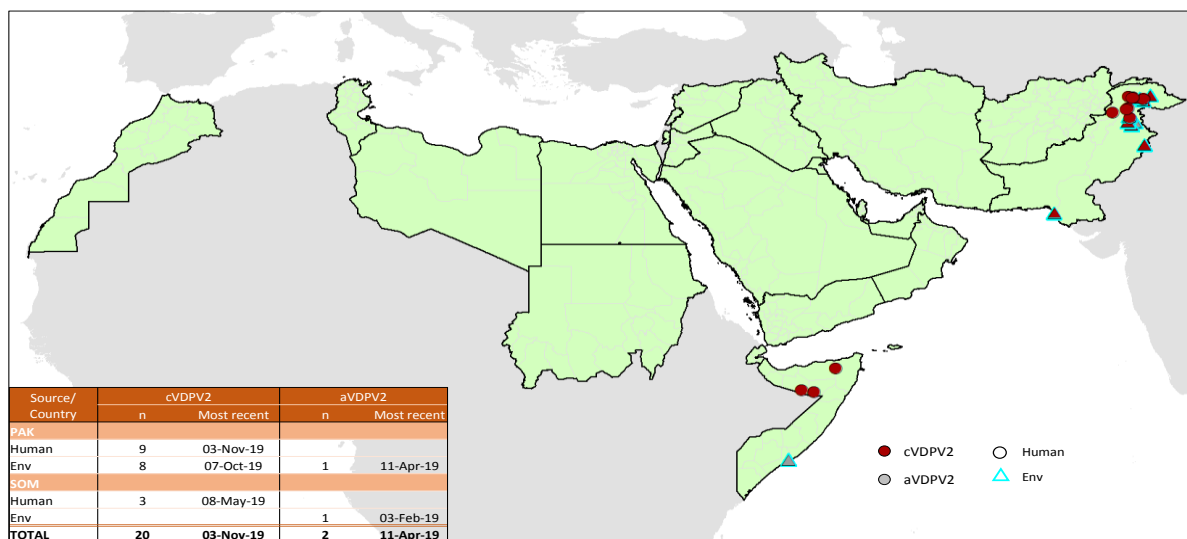 Source/ Country cVDPV2 aVDPV2
n Most recent n Most recent
PAK
Human 9 03-Nov-19
Env 8 07-Oct-19 1 11-Apr-19
SOM
Human 3 08-May-19
Env 1 03-Feb-19
TOTAL 20 03-Nov-19 2 11-Apr-19
cVDPV2 Human
aVDPV2 Env